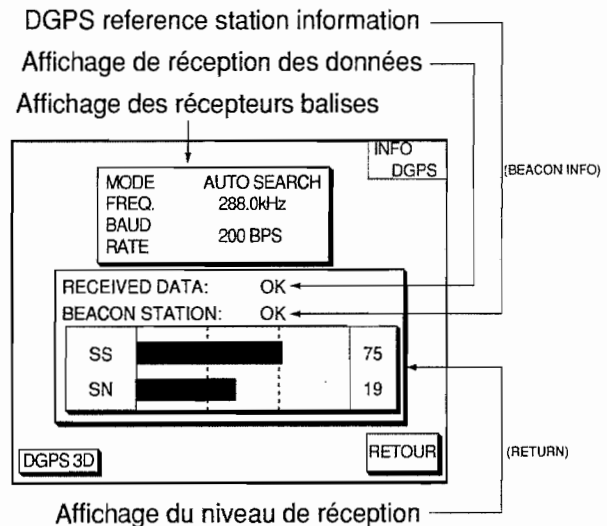 DGPS reference station information
Affichage de réception des données
Affichage des récepteurs balises
INFO
DGPS
(BEACON INFO)
MODE AUTO SEARCH
FREQ. 288.0kHz
BAUD RATE 200 BPS
RECEIVED DATA: OK
BEACON STATION: OK
SS 75
SN 19
DGPS 3D
RETOUR
(RETURN)
Affichage du niveau de réception